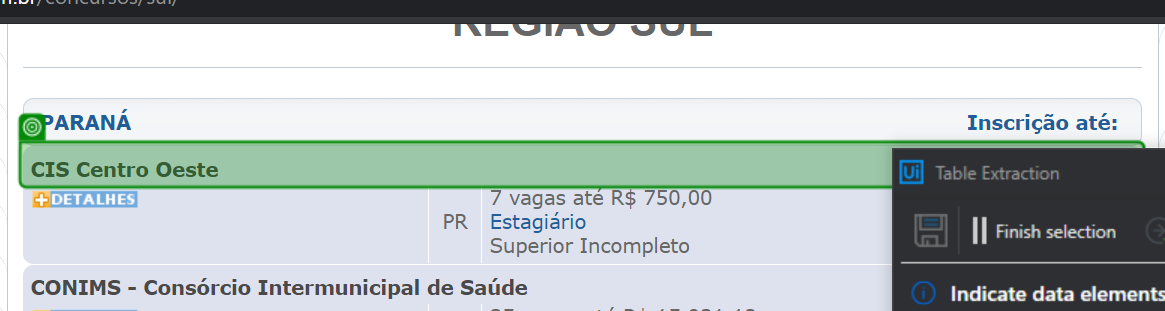 .br/concursos/sul/
REGIÃO SUL
PARANÁ
Inscrição até:
CIS Centro Oeste
DETALHES
PR
7 vagas até R$ 750,00
Estagiário
Superior Incompleto
CONIMS - Consórcio Intermunicipal de Saúde
Ui Table Extraction
Finish selection
Indicate data elements